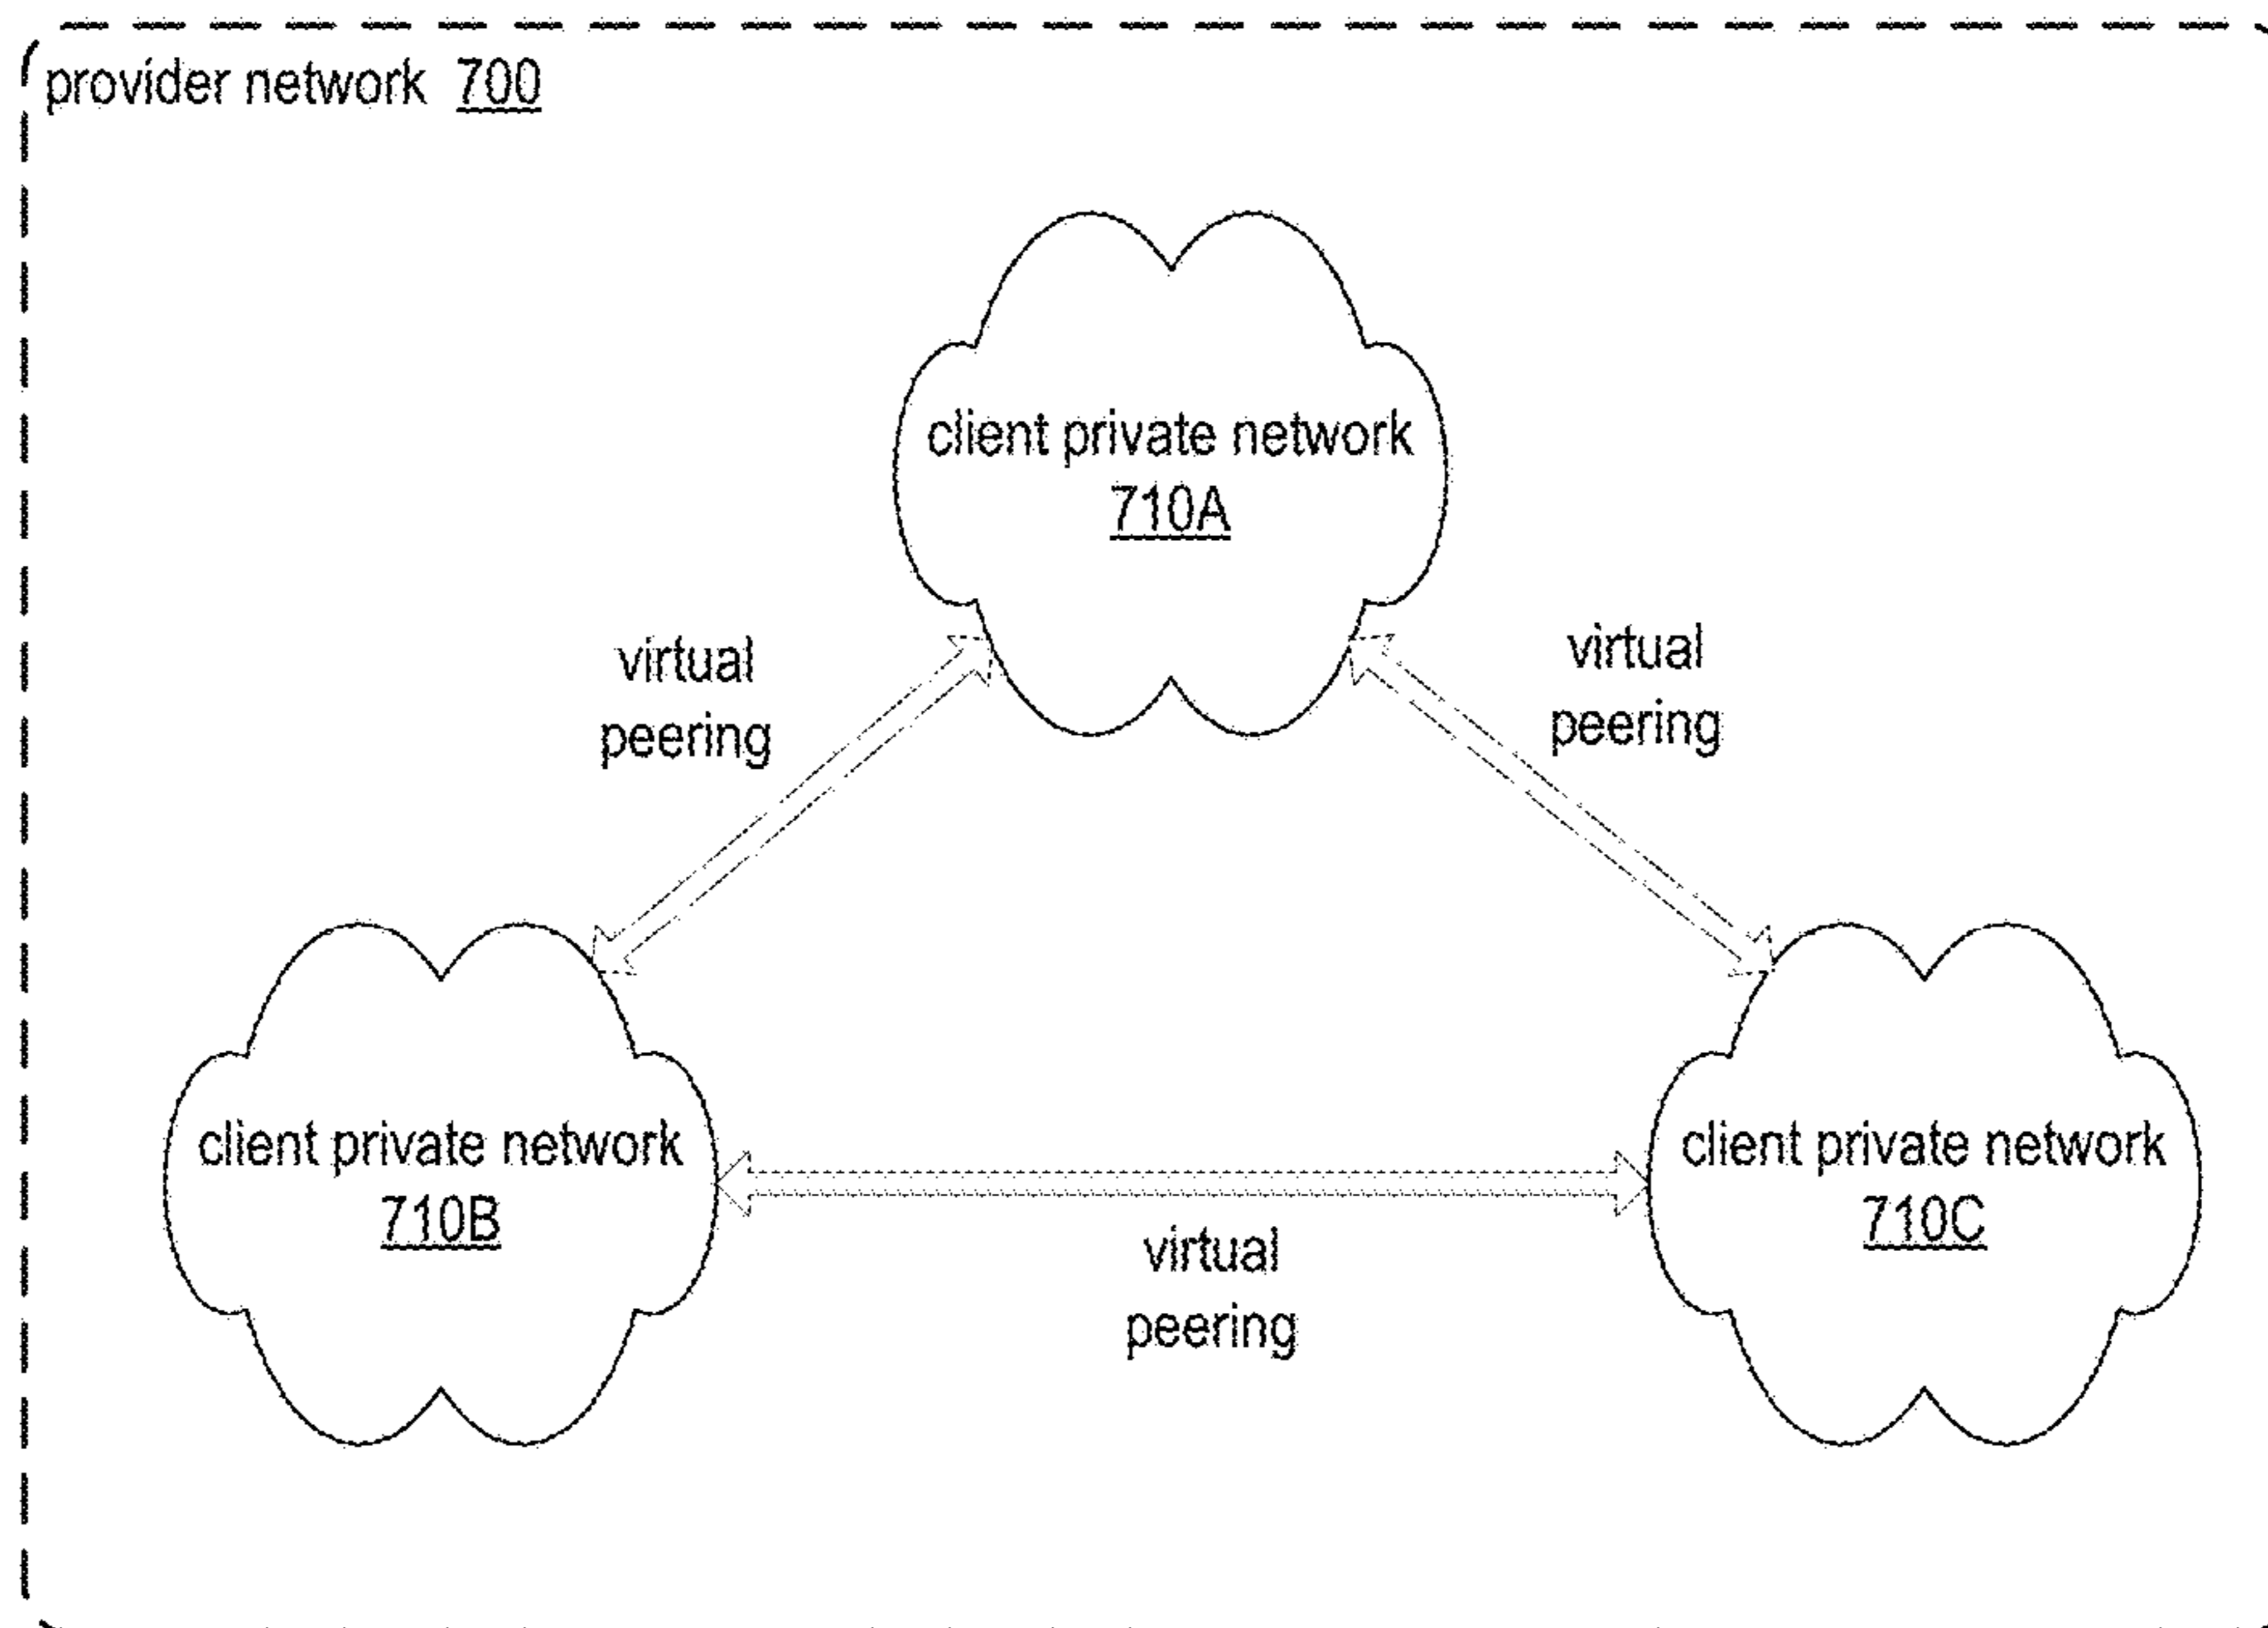 provider network 700
client private network
710A
virtual
peering
virtual
peering
client private network
710B
client private network
710C
virtual
peering